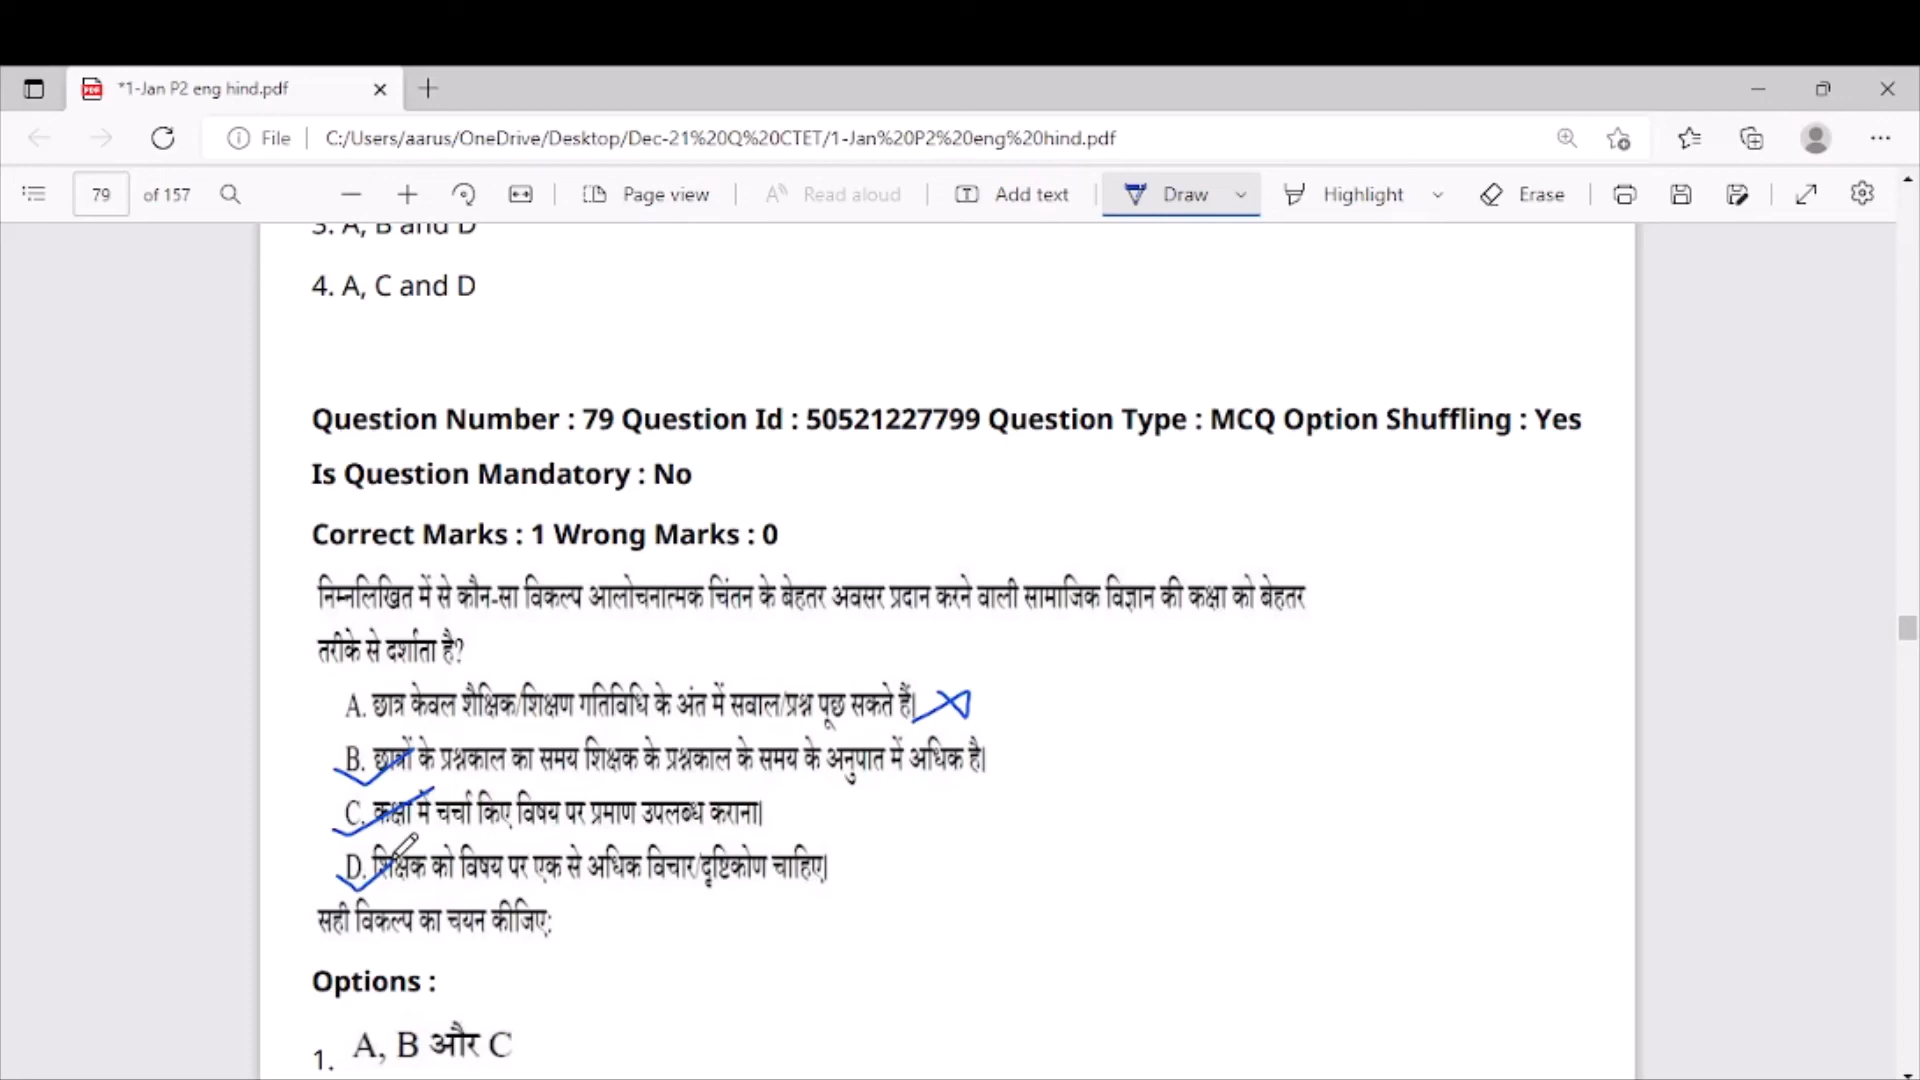 *1-Jan P2 eng hind.pdf
File C:/Users/aarus/OneDrive/Desktop/Dec-21%20Q%20CTET/1-Jan%20P2%20eng%20hind.pdf
79 of 157 Page view Read aloud Add text Draw Highlight Erase
3. A, B and D
4. A, C and D
Question Number : 79 Question Id : 50521227799 Question Type : MCQ Option Shuffling : Yes
Is Question Mandatory : No
Correct Marks : 1 Wrong Marks : 0
निम्नलिखित में से कौन-सा विकल्प आलोचनात्मक चिंतन के बेहतर अवसर प्रदान करने वाली सामाजिक विज्ञान की कक्षा को बेहतर
तरीके से दर्शाता है?
A. छात्र केवल शैक्षिक/शिक्षण गतिविधि के अंत में सवाल/प्रश्न पूछ सकते हैं।
B. छात्रों के प्रश्नकाल का समय शिक्षक के प्रश्नकाल के समय के अनुपात में अधिक है।
C. कक्षा में चर्चा किए विषय पर प्रमाण उपलब्ध कराना।
D. शिक्षक को विषय पर एक से अधिक विचार/दृष्टिकोण चाहिए।
सही विकल्प का चयन कीजिए:
Options :
1. A, B और C